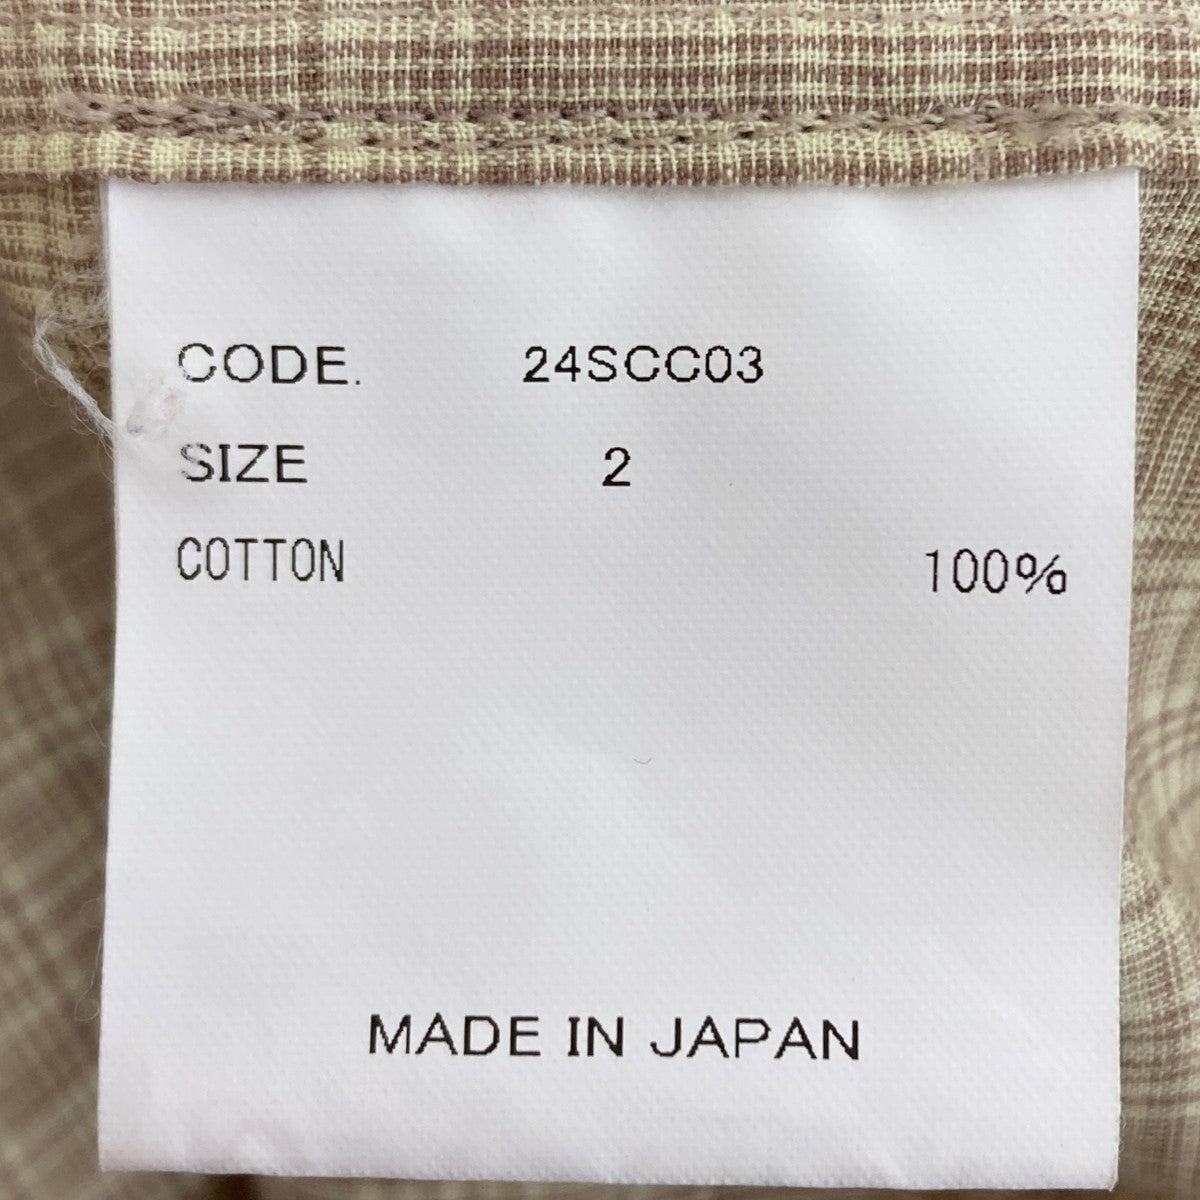 CODE. 24SCC03
SIZE 2
COTTON 100%
MADE IN JAPAN